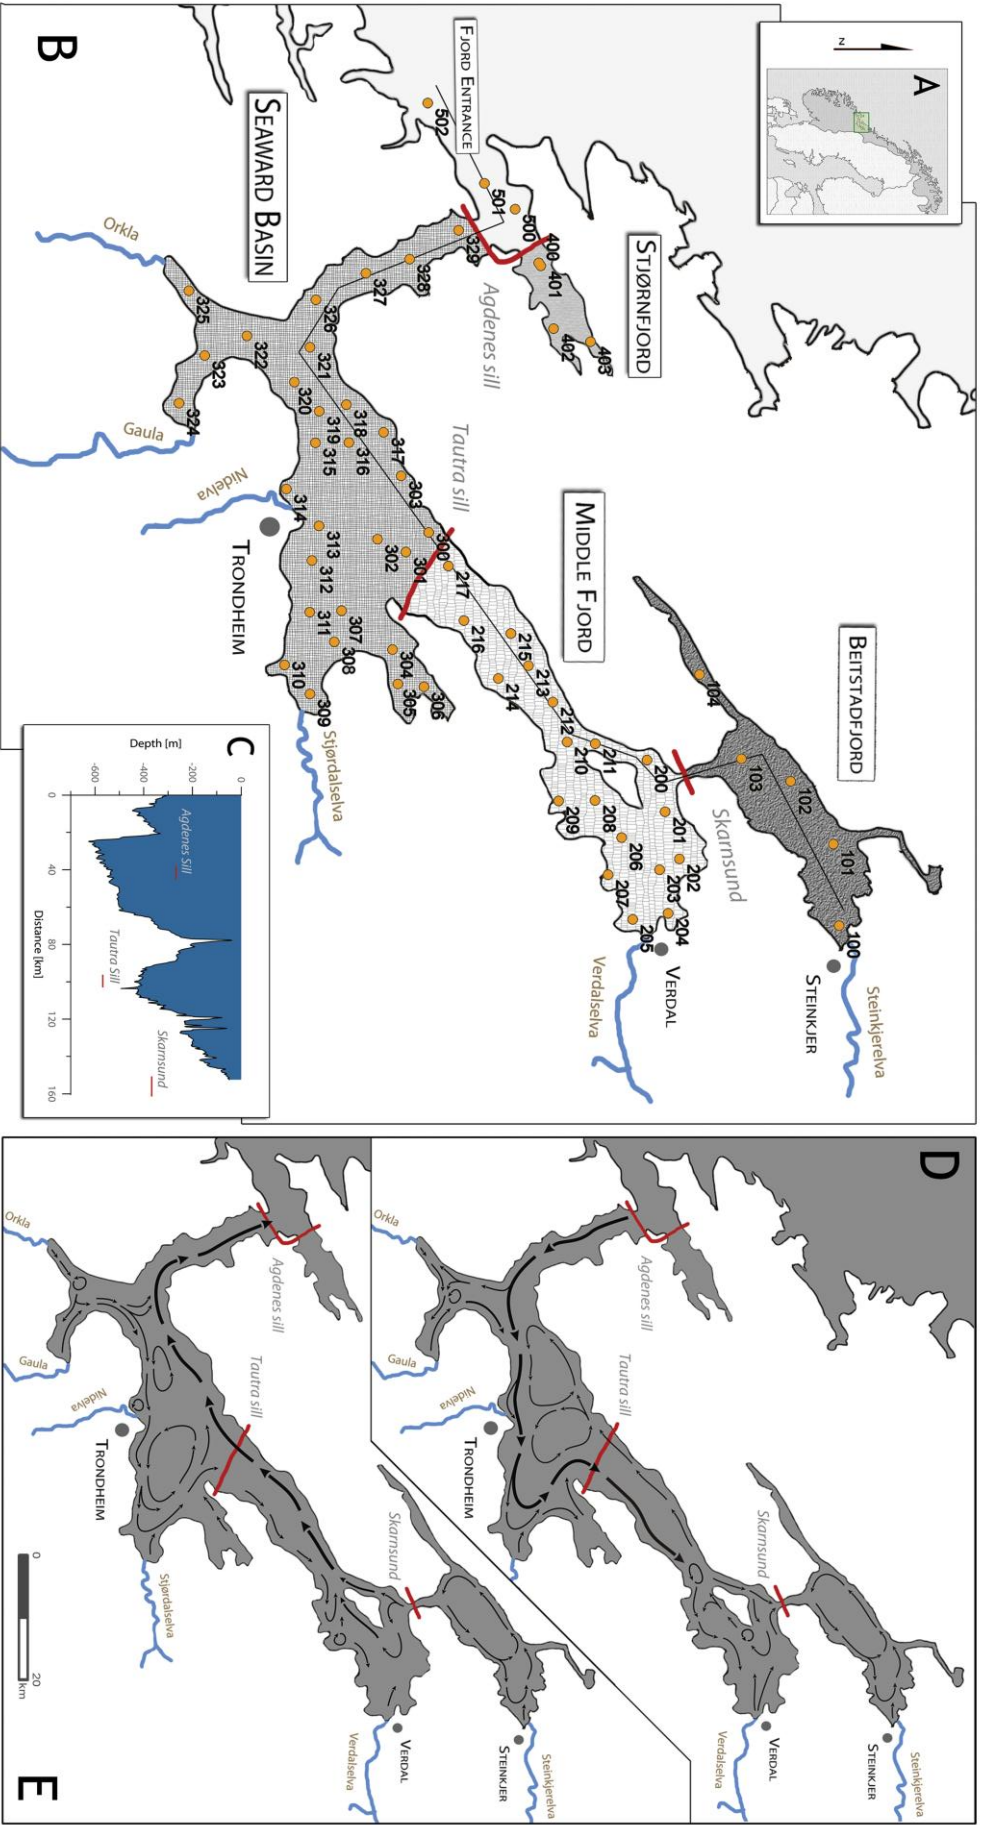 A
z
B
FJORD ENTRANCE
502
501
500
STJØRNFJORD
400
401
402
403
Agdenes sill
329
328
327
326
SEAWARD BASIN
Orkla
325
322
323
324
Gaula
321
320
319
318
317
316
315
303
Tautra sill
Nidelva
314
313
312
311
310
309
308
307
306
305
304
302
301
300
TRONDHEIM
Stjørdalselva
MIDDLE FJORD
217
216
215
214
213
212
211
210
209
208
207
206
205
204
203
202
201
200
Skarnsund
VERDAL
Verdalselva
BEITSTADFJORD
104
103
102
101
100
STEINKJER
Steinkjerelva
C
Depth [m]
0
-200
-400
-600
Agdenes Sill
Tautra Sill
Skarnsund
0
40
80
120
160
Distance [km]
D
Agdenes sill
Tautra sill
Skarnsund
Orkla
Gaula
Nidelva
TRONDHEIM
VERDAL
Verdalselva
STEINKJER
Steinkjerelva
E
Agdenes sill
Tautra sill
Skarnsund
Orkla
Gaula
Nidelva
TRONDHEIM
Stjørdalselva
VERDAL
Verdalselva
STEINKJER
Steinkjerelva
0
20
km